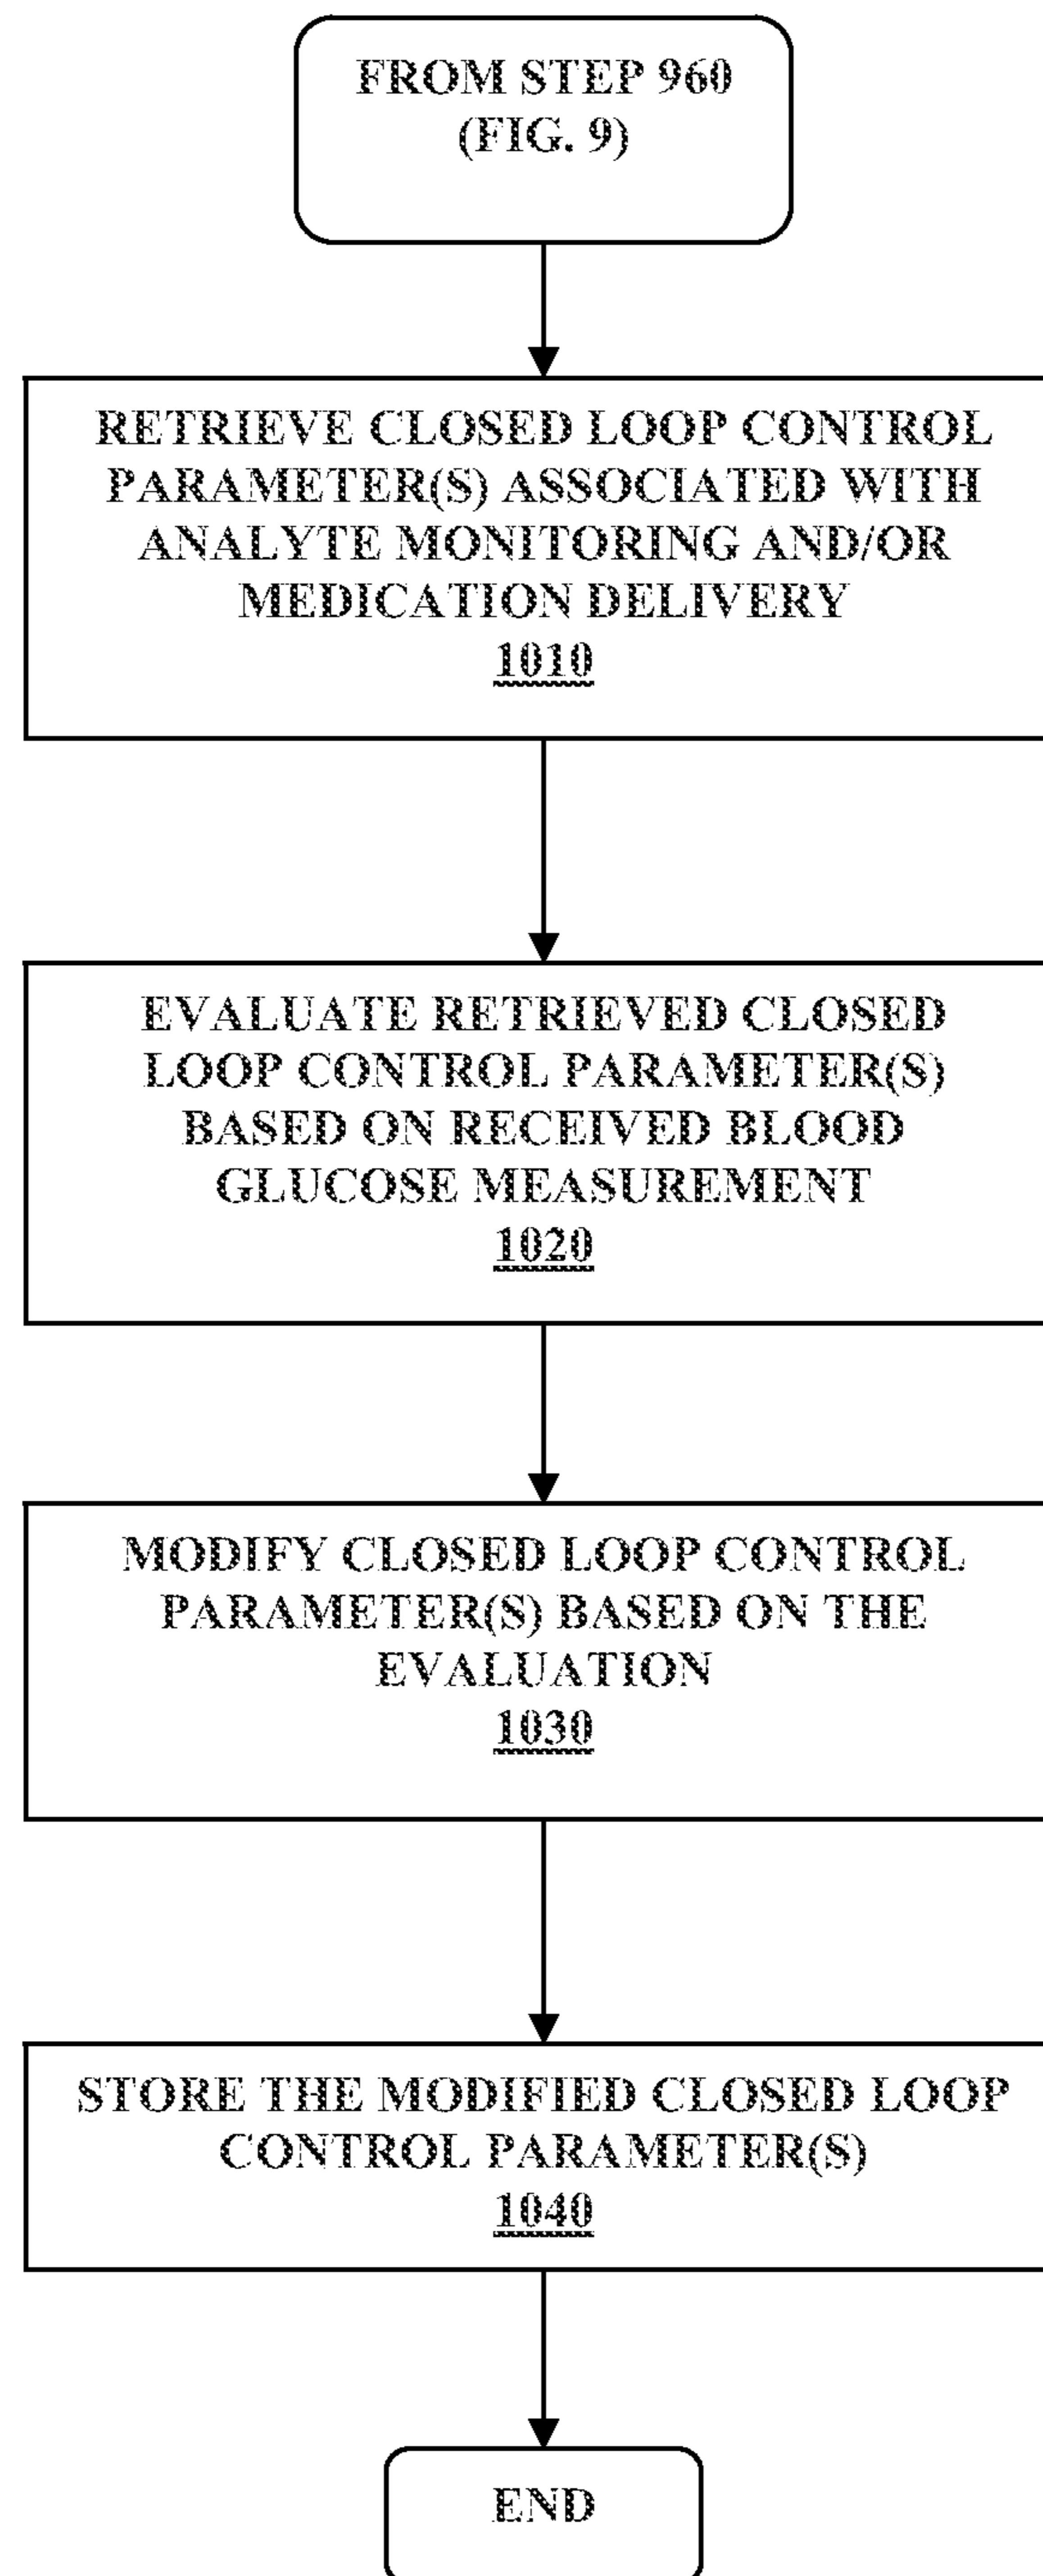 FROM STEP 960
(FIG. 9)
RETRIEVE CLOSED LOOP CONTROL
PARAMETER(S) ASSOCIATED WITH
ANALYTE MONITORING AND/OR
MEDICATION DELIVERY
1010
EVALUATE RETRIEVED CLOSED
LOOP CONTROL PARAMETER(S)
BASED ON RECEIVED BLOOD
GLUCOSE MEASUREMENT
1020
MODIFY CLOSED LOOP CONTROL
PARAMETER(S) BASED ON THE
EVALUATION
1030
STORE THE MODIFIED CLOSED LOOP
CONTROL PARAMETER(S)
1040
END